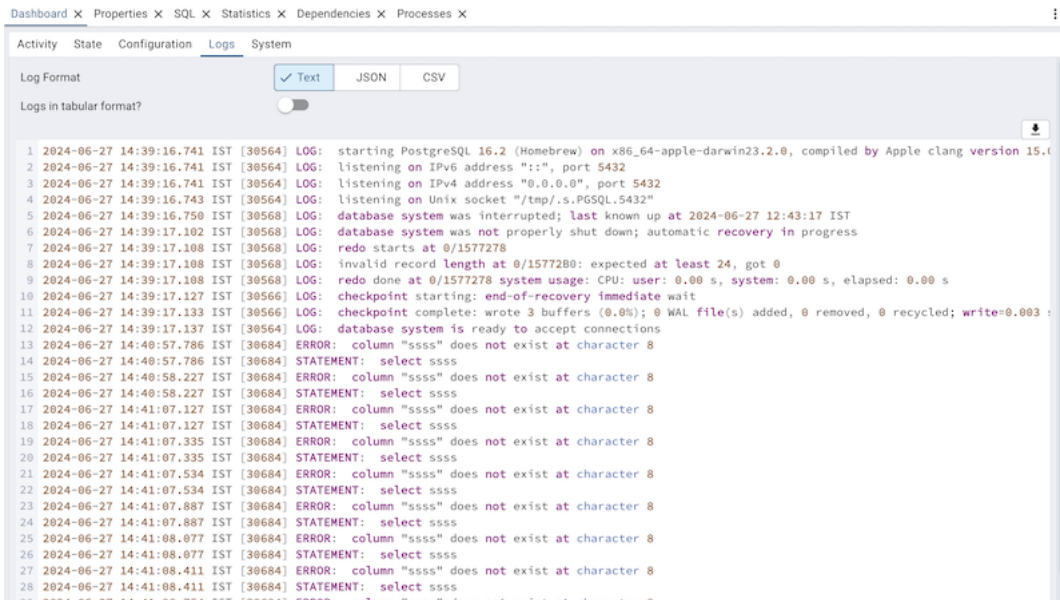 Dashboard Properties SQL Statistics Dependencies Processes
Activity State Configuration Logs System
Log Format Text JSON CSV
Logs in tabular format?
1 2024-06-27 14:39:16.741 IST [30564] LOG: starting PostgreSQL 16.2 (Homebrew) on x86_64-apple-darwin23.2.0, compiled by Apple clang version 15.0
2 2024-06-27 14:39:16.741 IST [30564] LOG: listening on IPv6 address "::", port 5432
3 2024-06-27 14:39:16.741 IST [30564] LOG: listening on IPv4 address "0.0.0.0", port 5432
4 2024-06-27 14:39:16.743 IST [30564] LOG: listening on Unix socket "/tmp/.s.PGSQL.5432"
5 2024-06-27 14:39:16.750 IST [30568] LOG: database system was interrupted; last known up at 2024-06-27 12:43:17 IST
6 2024-06-27 14:39:17.102 IST [30568] LOG: database system was not properly shut down; automatic recovery in progress
7 2024-06-27 14:39:17.108 IST [30568] LOG: redo starts at 0/1577278
8 2024-06-27 14:39:17.108 IST [30568] LOG: invalid record length at 0/15772B0: expected at least 24, got 0
9 2024-06-27 14:39:17.108 IST [30568] LOG: redo done at 0/1577278 system usage: CPU: user: 0.00 s, system: 0.00 s, elapsed: 0.00 s
10 2024-06-27 14:39:17.127 IST [30566] LOG: checkpoint starting: end-of-recovery immediate wait
11 2024-06-27 14:39:17.133 IST [30566] LOG: checkpoint complete: wrote 3 buffers (0.0%); 0 WAL file(s) added, 0 removed, 0 recycled; write=0.003
12 2024-06-27 14:39:17.137 IST [30564] LOG: database system is ready to accept connections
13 2024-06-27 14:40:57.786 IST [30684] ERROR: column "ssss" does not exist at character 8
14 2024-06-27 14:40:57.786 IST [30684] STATEMENT: select ssss
15 2024-06-27 14:40:58.227 IST [30684] ERROR: column "ssss" does not exist at character 8
16 2024-06-27 14:40:58.227 IST [30684] STATEMENT: select ssss
17 2024-06-27 14:41:07.127 IST [30684] ERROR: column "ssss" does not exist at character 8
18 2024-06-27 14:41:07.127 IST [30684] STATEMENT: select ssss
19 2024-06-27 14:41:07.335 IST [30684] ERROR: column "ssss" does not exist at character 8
20 2024-06-27 14:41:07.335 IST [30684] STATEMENT: select ssss
21 2024-06-27 14:41:07.534 IST [30684] ERROR: column "ssss" does not exist at character 8
22 2024-06-27 14:41:07.534 IST [30684] STATEMENT: select ssss
23 2024-06-27 14:41:07.887 IST [30684] ERROR: column "ssss" does not exist at character 8
24 2024-06-27 14:41:07.887 IST [30684] STATEMENT: select ssss
25 2024-06-27 14:41:08.077 IST [30684] ERROR: column "ssss" does not exist at character 8
26 2024-06-27 14:41:08.077 IST [30684] STATEMENT: select ssss
27 2024-06-27 14:41:08.411 IST [30684] ERROR: column "ssss" does not exist at character 8
28 2024-06-27 14:41:08.411 IST [30684] STATEMENT: select ssss